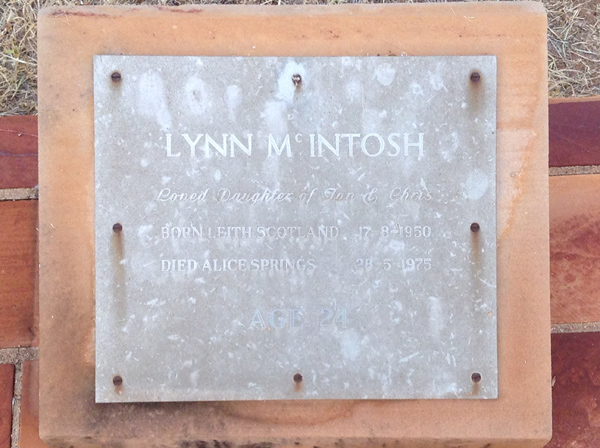 LYNN McINTOSH
Loved Daughter of Ian & Chris
BORN LEITH SCOTLAND 17-8-1950
DIED ALICE SPRINGS 28-5-1975
AGE 24